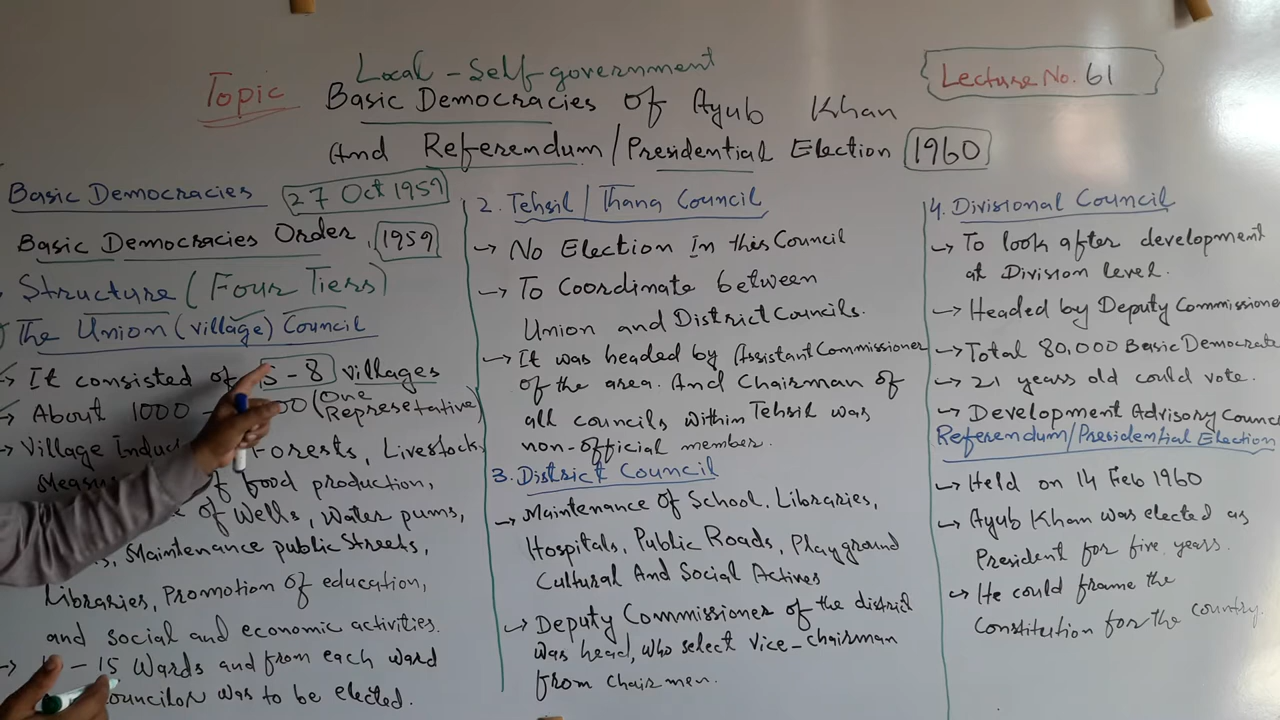 Local-Self government
Topic Basic Democracies of Ayub Khan
And Referendum/Presidential Election 1960
Lecture No. 61
Basic Democracies 27 Oct 1959
Basic Democracies Order, 1959
Structure (Four Tiers)
The Union (village) Council
→ It consisted of 5-8 villages
→ About 1000 - 00 (One Represetative)
→ Village Forests, Livestock,
of food production,
of Wells, Water pums,
Maintenance public Streets,
Libraries, Promotion of education,
and social and economic activities.
→ - 15 Wards and from each ward
was to be elected.
2. Tehsil/Thana Council
→ No Election In this Council
→ To Coordinate between
Union and District Councils.
→ It was headed by Assistant Commissioner
of the area. And Chairman of
all councils within Tehsil was
non-official member.
3. District Council
→ Maintenance of School, Libraries,
Hospitals, Public Roads, Playground
Cultural And Social Actives
→ Deputy Commissioner of the district
was head, who select vice-chairman
from chairmen.
4. Divisional Council
→ To look after development
at Division level.
→ Headed by Deputy Commissione
→ Total 80,000 Basic Democrate
→ 21 years old could vote.
→ Development Advisory Counc
Referendum/Presidential Election
→ Held on 14 Feb 1960
→ Ayub Khan was elected as
President for five years.
→ He could frame the
Constitution for the country.